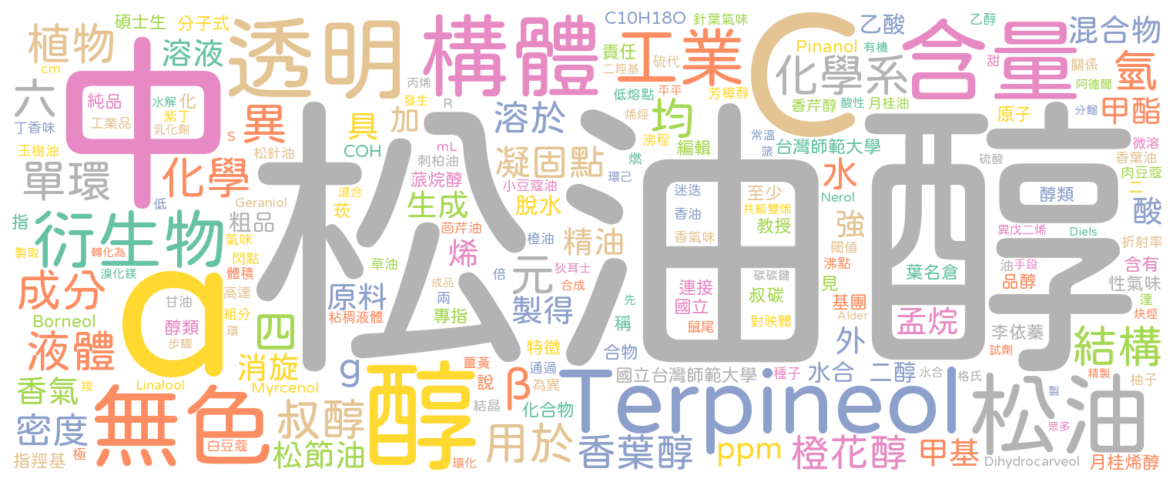 碩士生 分子式
C10H18O 針葉氣味
乙酸 乙醇
混合物
植物
cm
溶液
透明
構體
工業
責任
二羥基
硫代
Pinanol 有機
化學系
含量
甜
關係
阿德爾
氫
六
丁香味
玉樹油
中
純品
工業品
水解 化
紫丁
乳化劑
s
異
松針油
具
加
COH
丙烯
發生
R
mL
刺柏油
溶於
烯烴
平平
低熔點
沸程
均
編輯
燃
芳樟醇
香芹醇
酸性 月桂油
C
常溫
蒎
台灣師範大學
原子
分餾
甲酯
微溶
香葉油
肉豆蔻
硫酸
單環
化學
混合
蒎烷醇
凝固點
小豆蔻油
環己
水
迷迭
至少
香油
共軛雙烯
香氣味
教授
Nerol
強
閾值
醇類
二
酸
指
低
Geraniol
莰
生成
茴芹油
脫水
異戊二烯 Diels
折射率
衍生物
氣味
粗品
閃點
製取
轉化為
溴化鎂
體積
α
松油醇
烯
橙油
精油
元
狄耳士
倍
合成
草油
成品
碳碳鍵
連接
國立
叔碳
沸點
見
葉名倉
油 手段
含有
性氣味
成分
甘油
高達
組分
醇類
環
步驟
原料
粘稠液體
兩
專指
製得
先
稱
鼠尾
對映體
基團
Alder
外
孟烷
品醇
達
炔烴
李依蓁
試劑
結構
精製
Borneol
液體
四
消旋
特徵
合物
薑黃
通過
說
為異
g
醇
β
Terpineol
國立台灣師範大學
種子
水合 二醇
水合
格氏
柚子
香氣
羧
Linalool
Myrcenol
製
眾多
密度
極
無色
白豆蔻
叔醇
結晶
化合物
松油
指羥基
松節油
環化
用於
香葉醇
ppm
橙花醇
甲基
Dihydrocarveol
月桂烯醇